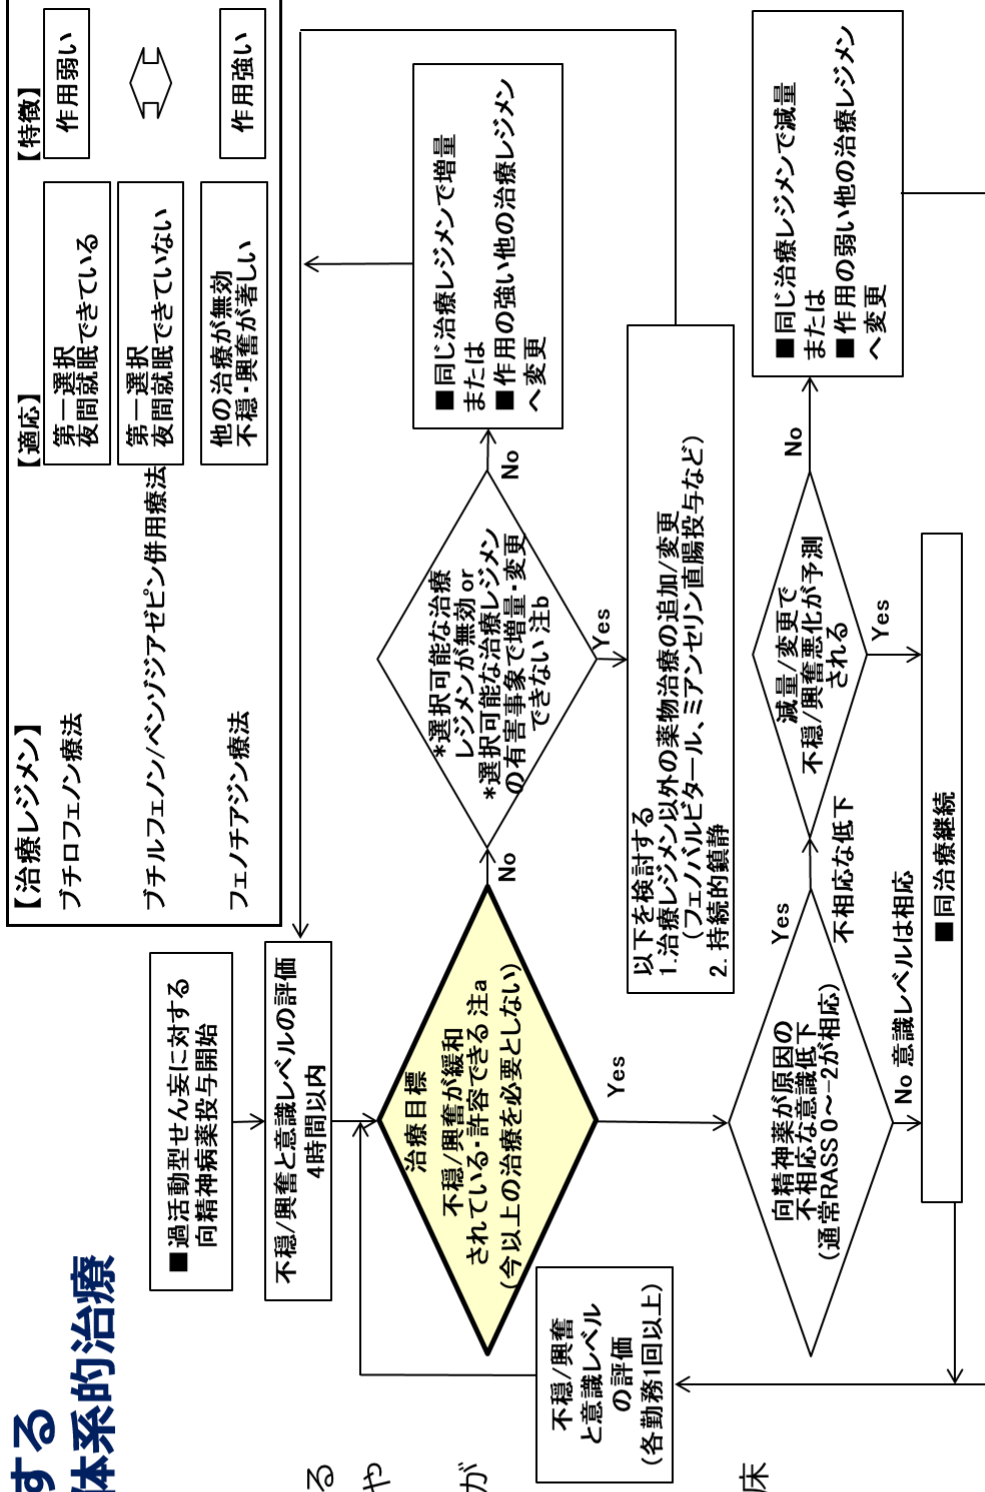 する
体系的治療
る
や
が
床
【治療レジメン】
【適応】
【特徴】
ブチロフェノン療法
第一選択
夜間就眠できている
作用弱い
ブチルフェノン/ベンゾジアゼピン併用療法
第一選択
夜間就眠できていない
フェノチアジン療法
他の治療が無効
不穏・興奮が著しい
作用強い
■過活動型せん妄に対する
向精神病薬投与開始
不穏/興奮と意識レベルの評価
4時間以内
治療目標
不穏/興奮が緩和
されている・許容できる 注a
(今以上の治療を必要としない)
No
*選択可能な治療
レジメンが無効 or
*選択可能な治療レジメン
の有害事象で増量・変更
できない 注b
No
■同じ治療レジメンで増量
または
■作用の強い他の治療レジメン
へ変更
Yes
以下を検討する
1.治療レジメン以外の薬物治療の追加/変更
(フェノバルビタール、ミアンセリン直腸投与など)
2. 持続的鎮静
Yes
不穏/興奮
と意識レベル
の評価
(各勤務1回以上)
向精神薬が原因の
不相応な意識低下
(通常RASS 0～-2が相応)
Yes
不相応な低下
減量/変更で
不穏/興奮悪化が予測
される
No
■同じ治療レジメンで減量
または
■作用の弱い他の治療レジメン
へ変更
Yes
No 意識レベルは相応
■同治療継続